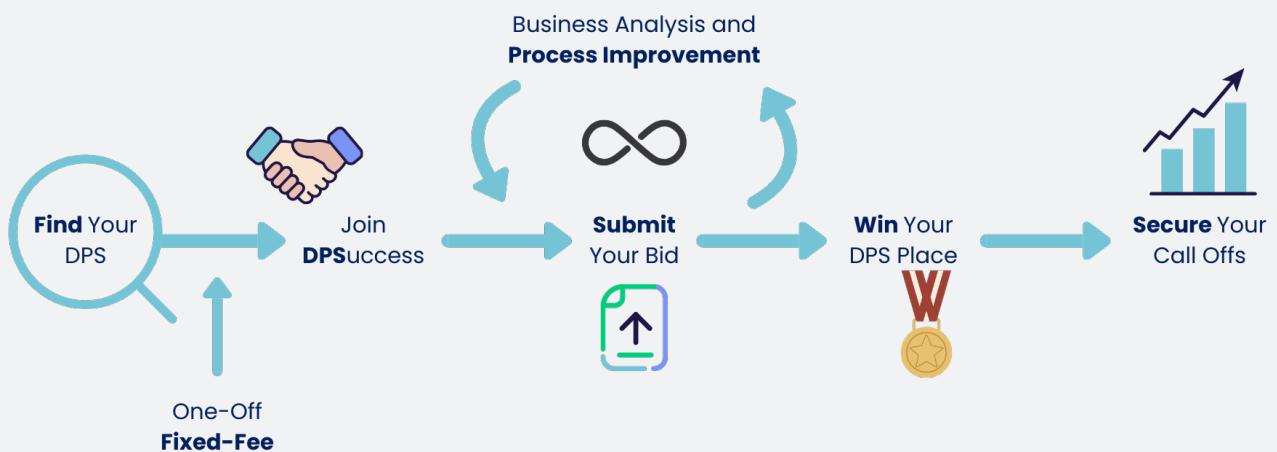 Business Analysis and
Process Improvement
Find Your
DPS
Join
DPSuccess
Submit
Your Bid
Win Your
DPS Place
Secure Your
Call Offs
One-Off
Fixed-Fee